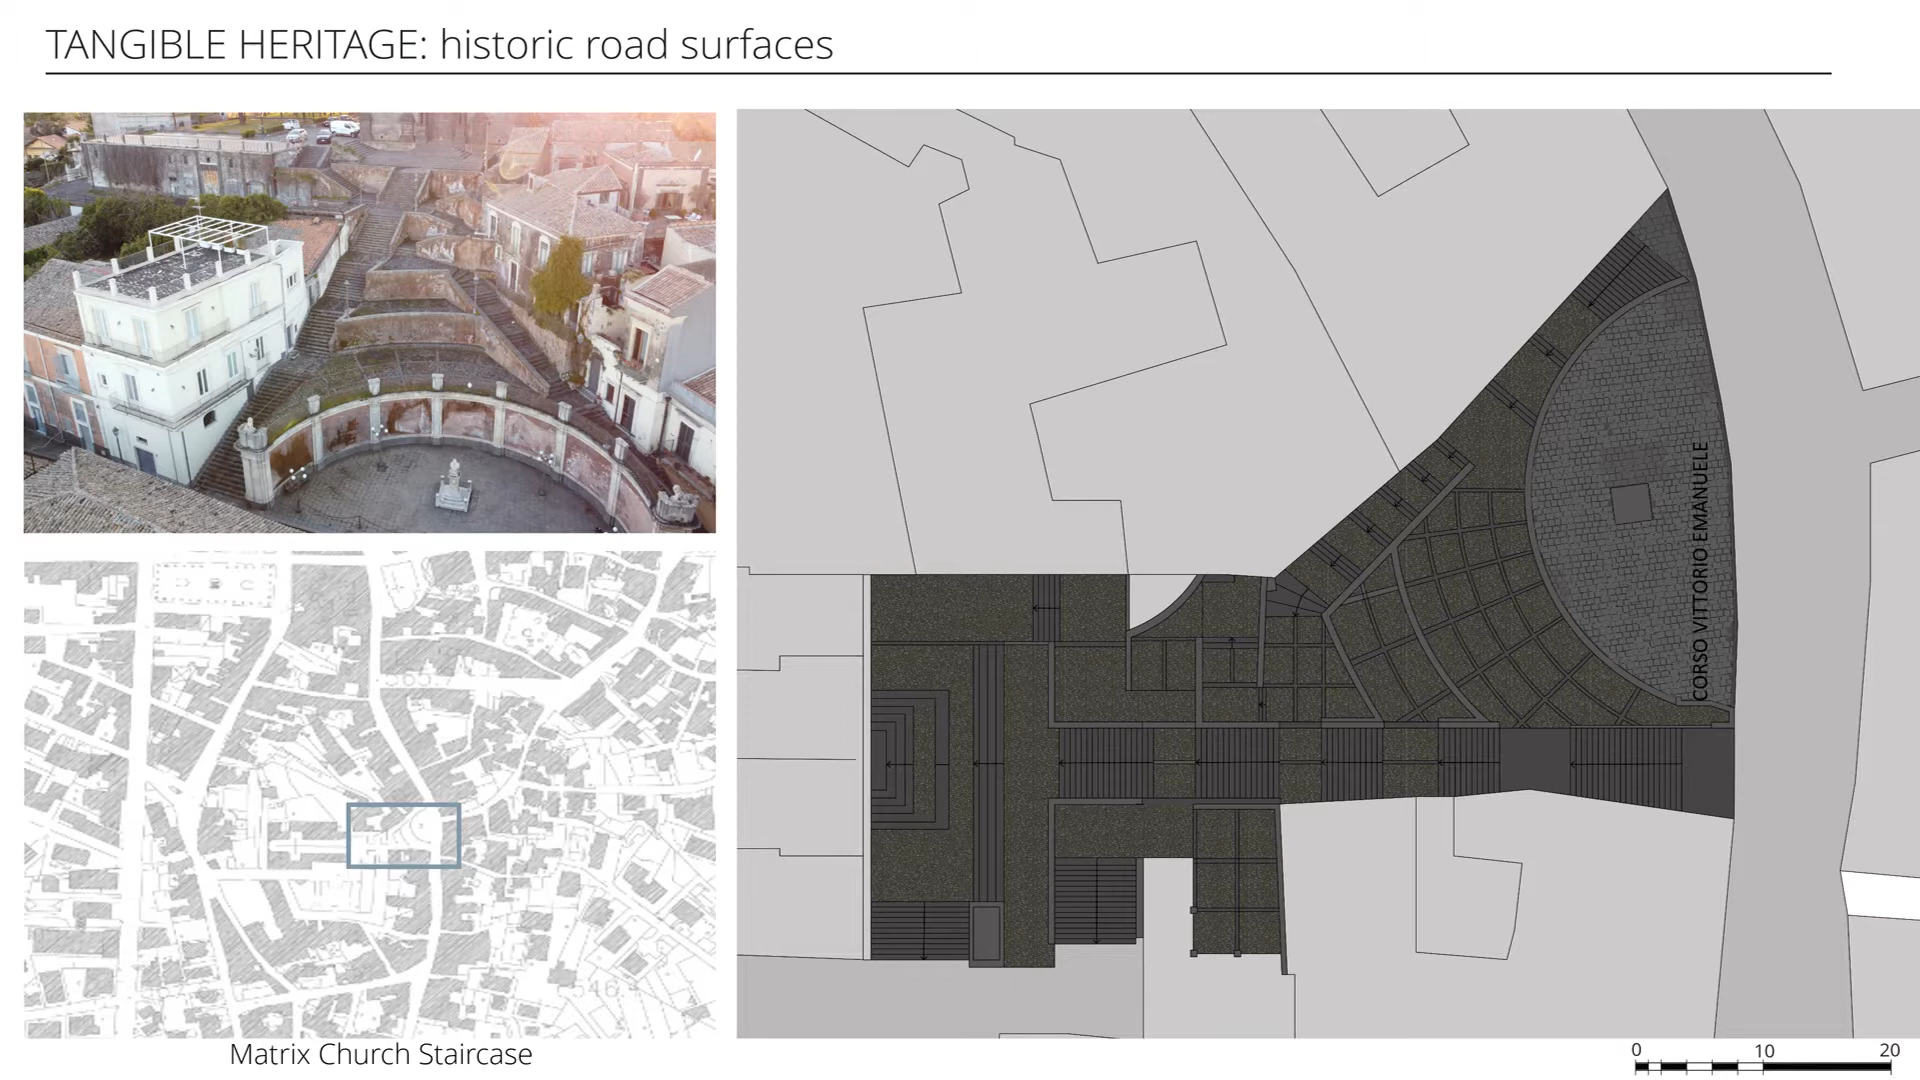 TANGIBLE HERITAGE: historic road surfaces
CORSO VITTORIO EMANUELE
Matrix Church Staircase
0 10 20